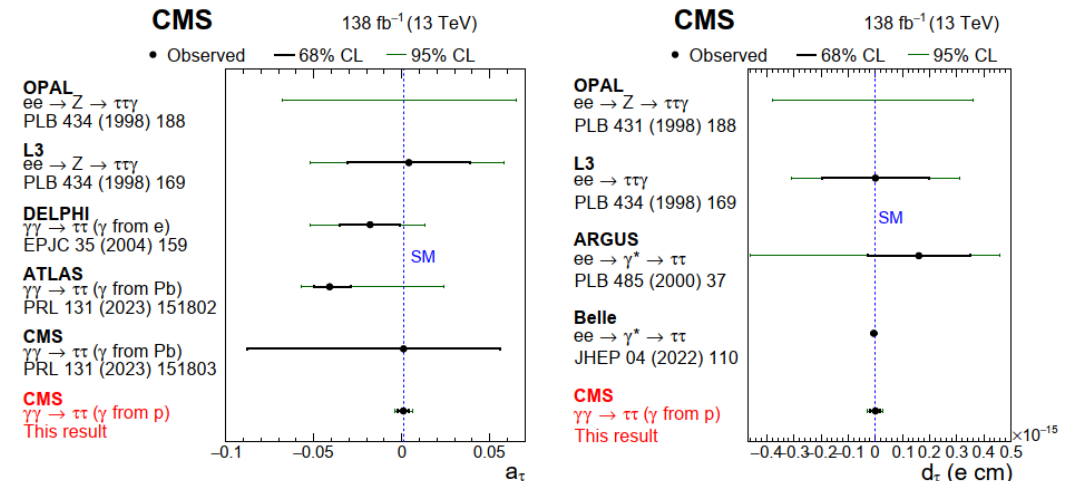 CMS
138 fb⁻¹ (13 TeV)
Observed 68% CL 95% CL
OPAL
ee → Z → ττγ
PLB 434 (1998) 188
L3
ee → Z → ττγ
PLB 434 (1998) 169
DELPHI
γγ → ττ (γ from e)
EPJC 35 (2004) 159
SM
ATLAS
γγ → ττ (γ from Pb)
PRL 131 (2023) 151802
CMS
γγ → ττ (γ from Pb)
PRL 131 (2023) 151803
CMS
γγ → ττ (γ from p)
This result
−0.1 −0.05 0 0.05
a_τ
CMS
138 fb⁻¹ (13 TeV)
Observed 68% CL 95% CL
OPAL
ee → Z → ττγ
PLB 431 (1998) 188
L3
ee → ττγ
PLB 434 (1998) 169
SM
ARGUS
ee → γ* → ττ
PLB 485 (2000) 37
Belle
ee → γ* → ττ
JHEP 04 (2022) 110
CMS
γγ → ττ (γ from p)
This result
×10⁻¹⁵
−0.4−0.3−0.2−0.1 0 0.1 0.2 0.3 0.4 0.5
d_τ (e cm)